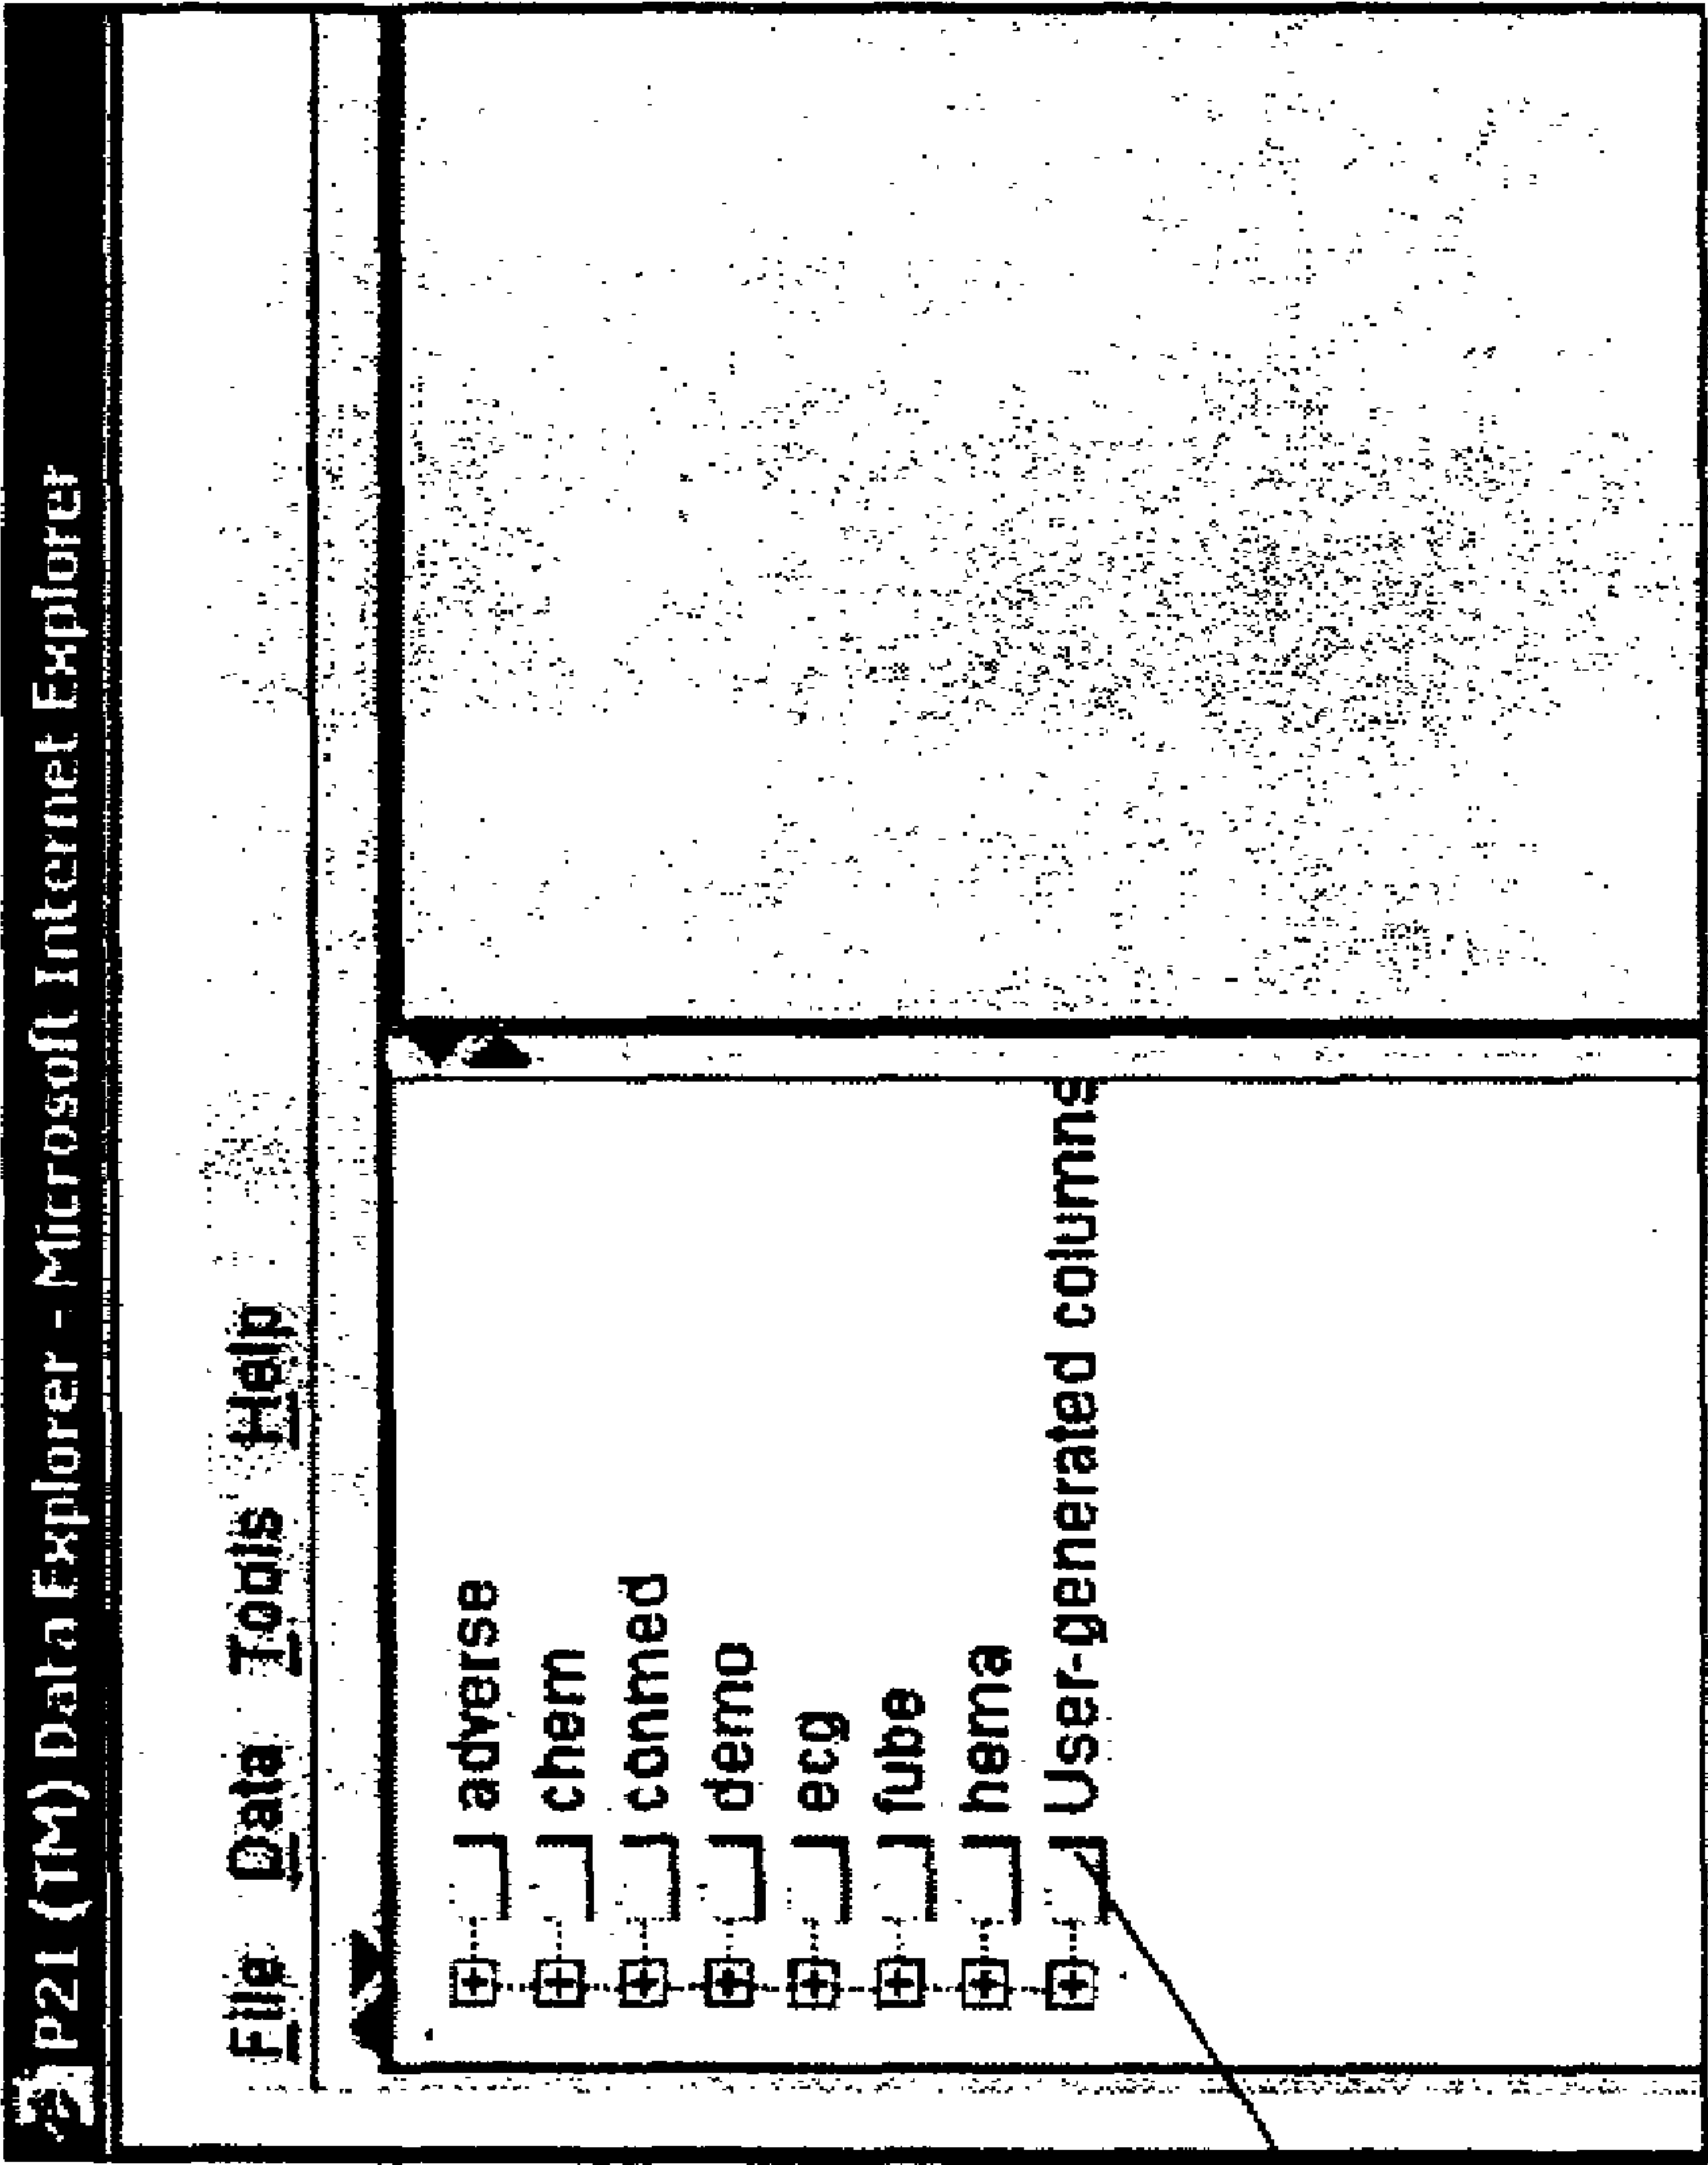 P21 (TM) Data Explorer - Microsoft Internet Explorer
File Data Tools Help
adverse
chem
conmed
demo
ecg
fube
hema
User-generated columns